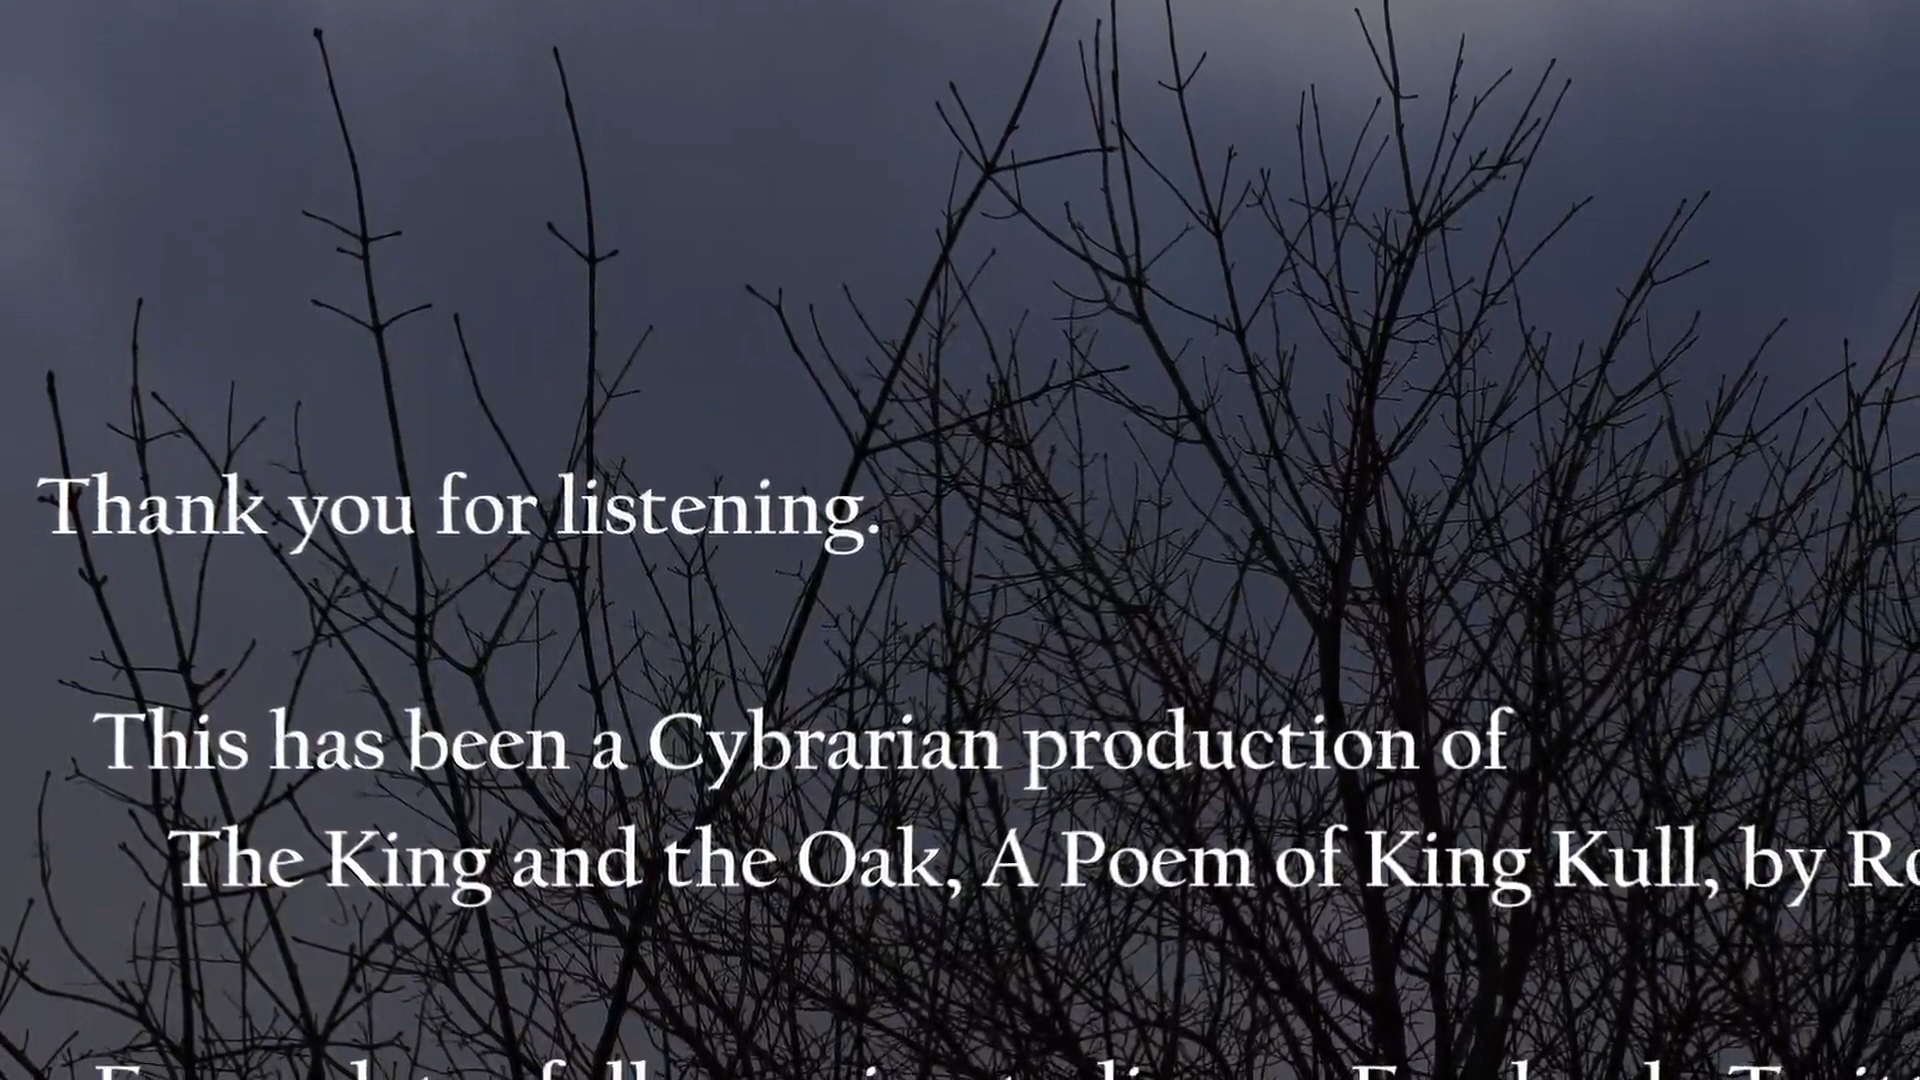 Thank you for listening.
This has been a Cybrarian production of
The King and the Oak, A Poem of King Kull, by